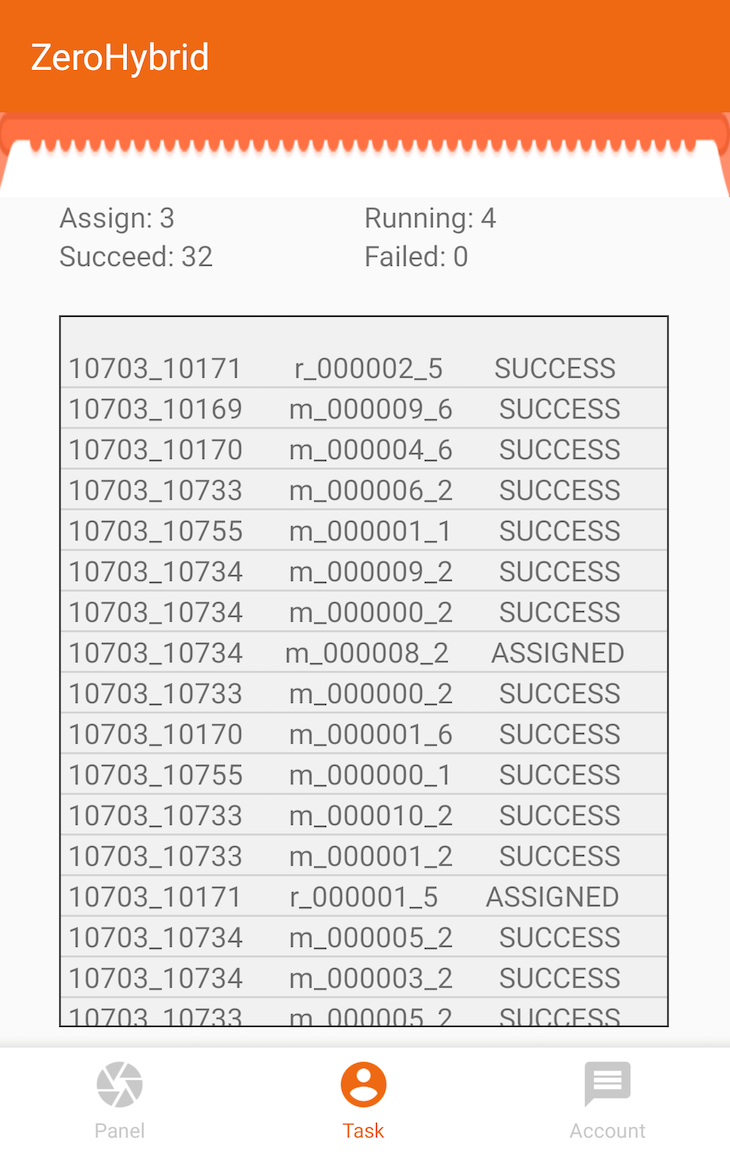 ZeroHybrid
Assign: 3 Running: 4
Succeed: 32 Failed: 0
10703_10171 r_000002_5 SUCCESS
10703_10169 m_000009_6 SUCCESS
10703_10170 m_000004_6 SUCCESS
10703_10733 m_000006_2 SUCCESS
10703_10755 m_000001_1 SUCCESS
10703_10734 m_000009_2 SUCCESS
10703_10734 m_000000_2 SUCCESS
10703_10734 m_000008_2 ASSIGNED
10703_10733 m_000000_2 SUCCESS
10703_10170 m_000001_6 SUCCESS
10703_10755 m_000000_1 SUCCESS
10703_10733 m_000010_2 SUCCESS
10703_10733 m_000001_2 SUCCESS
10703_10171 r_000001_5 ASSIGNED
10703_10734 m_000005_2 SUCCESS
10703_10734 m_000003_2 SUCCESS
10703_10733 m_000005_2 SUCCESS
Panel Task Account